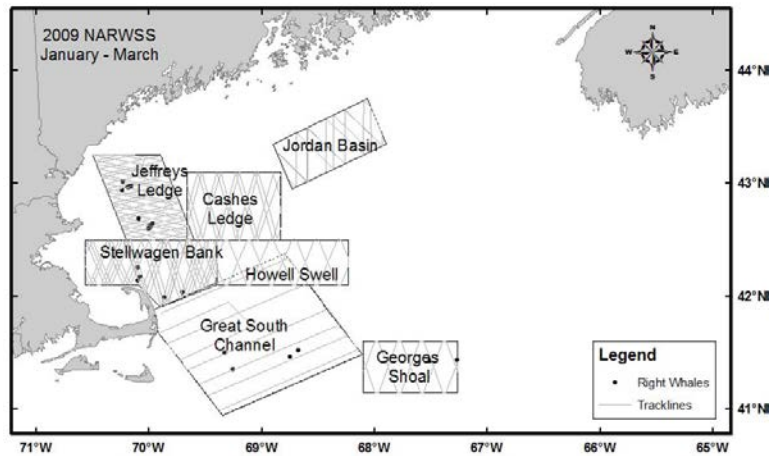 2009 NARWSS
January - March
N
W E
S
44°N
Jordan Basin
Jeffreys
Ledge
43°N
Cashes
Ledge
Stellwagen Bank
Howell Swell
42°N
Great South
Channel
Georges
Shoal
Legend
Right Whales
Tracklines
41°N
71°W 70°W 69°W 68°W 67°W 66°W 65°W